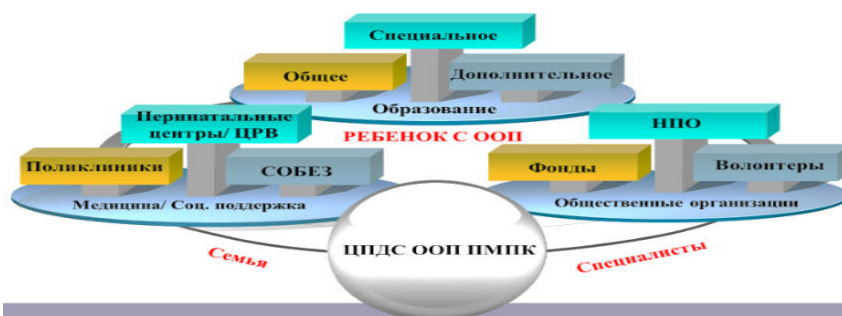 Специальное
Общее
Дополнительное
Образование
Перинатальные
центры/ ЦРВ
РЕБЕНОК С ООП
НПО
Поликлиники
СОБЕЗ
Фонды
Волонтеры
Медицина/ Соц. поддержка
Общественные организации
ЦПДС ООП ПМПК
Семья
Специалисты